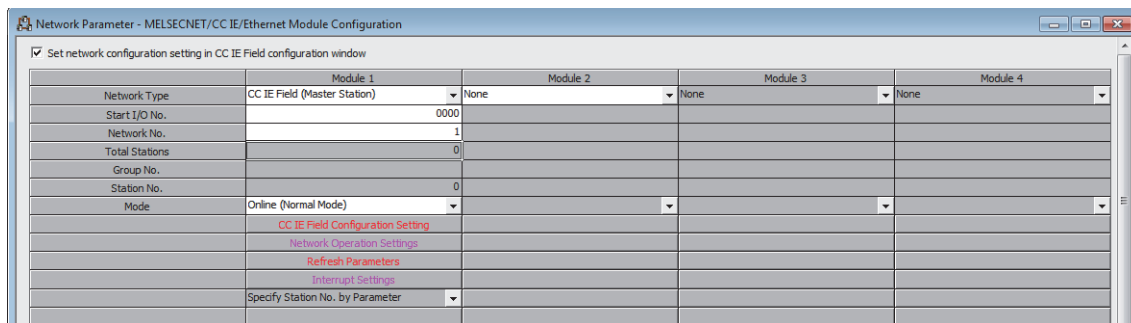 Network Parameter - MELSECNET/CC IE/Ethernet Module Configuration
Set network configuration setting in CC IE Field configuration window
Module 1 Module 2 Module 3 Module 4
Network Type CC IE Field (Master Station) None None None
Start I/O No. 0000
Network No. 1
Total Stations 0
Group No.
Station No. 0
Mode Online (Normal Mode)
CC IE Field Configuration Setting
Network Operation Settings
Refresh Parameters
Interrupt Settings
Specify Station No. by Parameter